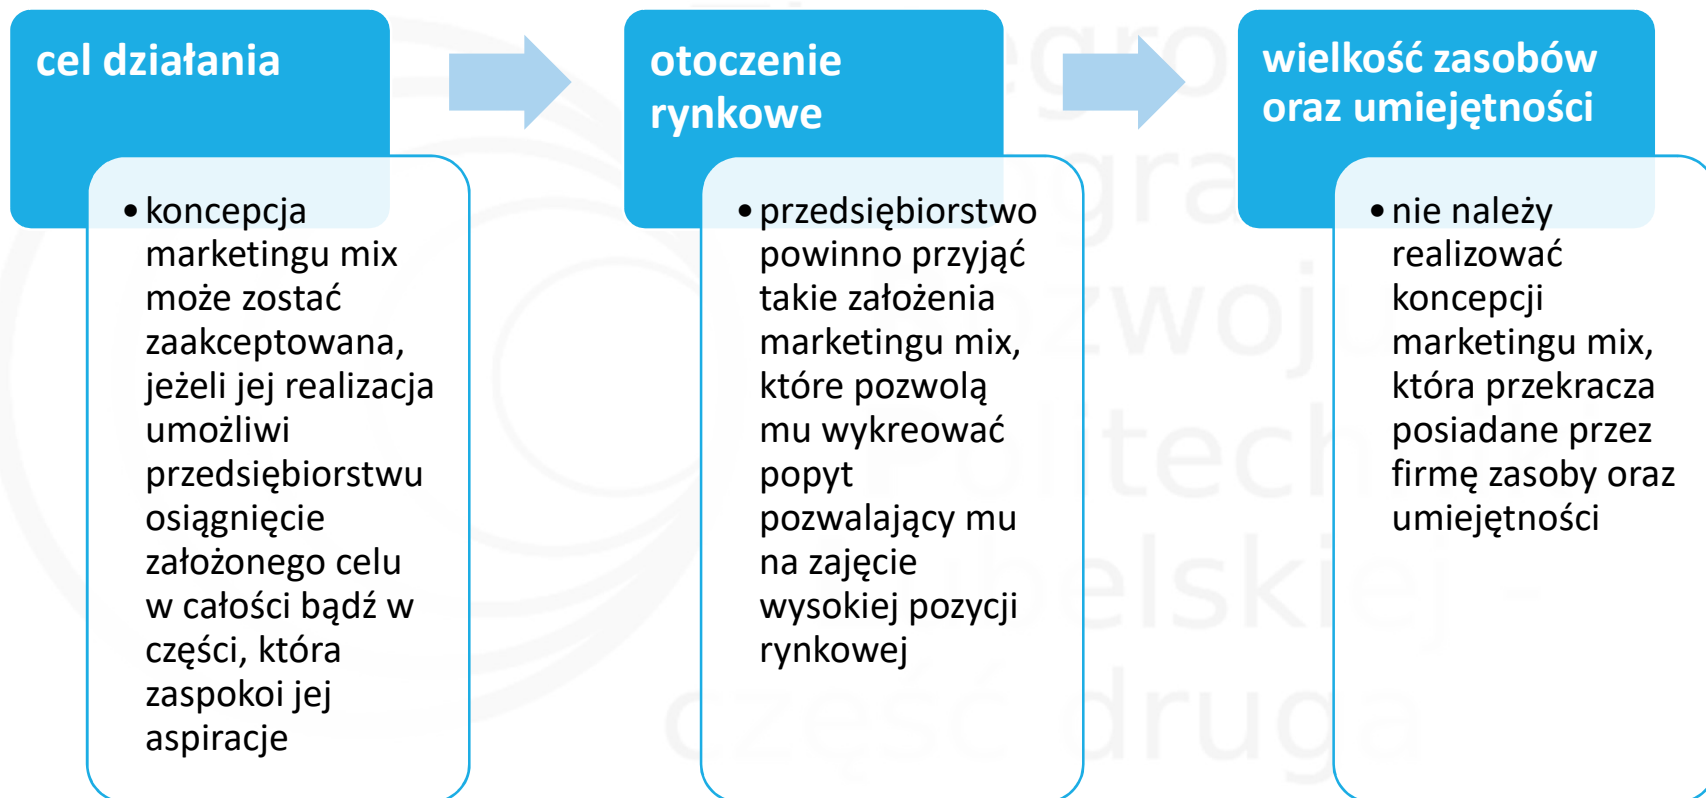 cel działania
• koncepcja
marketingu mix
może zostać
zaakceptowana,
jeżeli jej realizacja
umożliwi
przedsiębiorstwu
osiągnięcie
założonego celu
w całości bądź w
części, która
zaspokoi jej
aspiracje
otoczenie
rynkowe
• przedsiębiorstwo
powinno przyjąć
takie założenia
marketingu mix,
które pozwolą
mu wykreować
popyt
pozwalający mu
na zajęcie
wysokiej pozycji
rynkowej
wielkość zasobów
oraz umiejętności
• nie należy
realizować
koncepcji
marketingu mix,
która przekracza
posiadane przez
firmę zasoby oraz
umiejętności
część druga